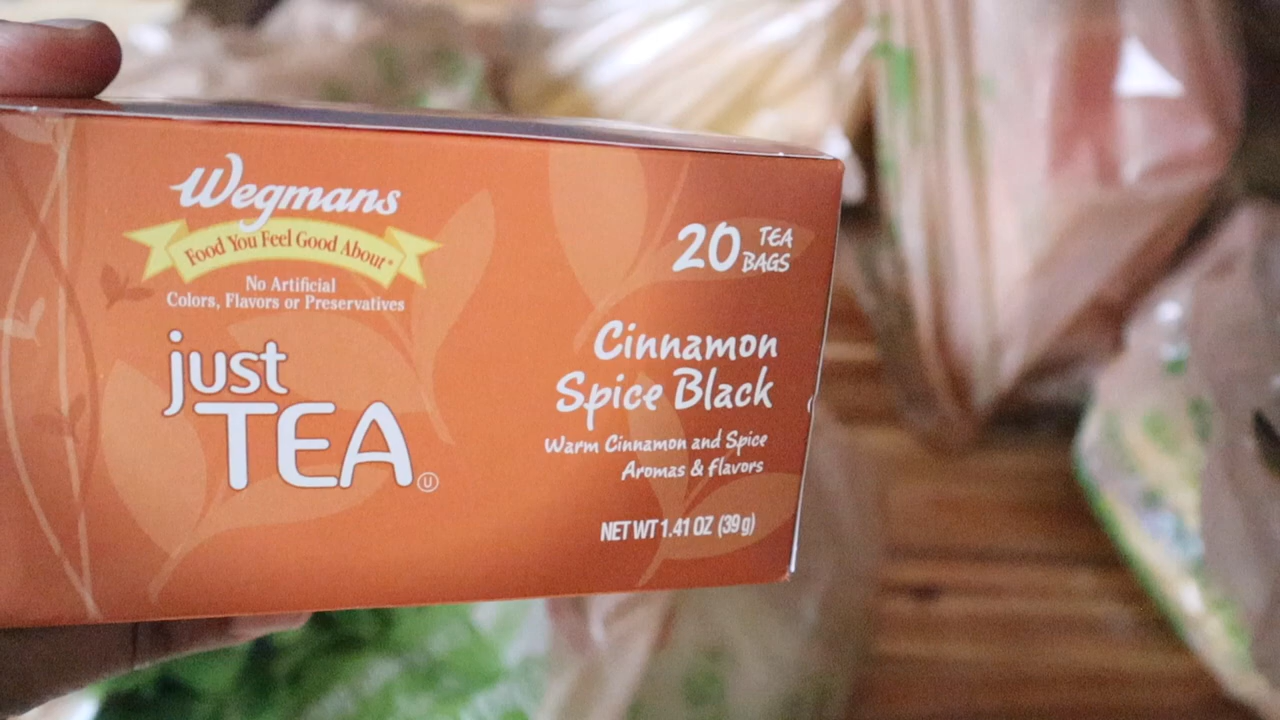 Wegmans
Food You Feel Good About®
No Artificial
Colors, Flavors or Preservatives
just
TEA
U
20 TEA
BAGS
Cinnamon
Spice Black
Warm Cinnamon and Spice
Aromas & Flavors
NET WT 1.41 OZ (39 g)